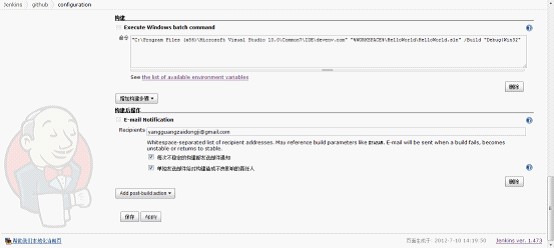 Jenkins github configuration
构建
Execute Windows batch command
命令 "C:\Program Files (x86)\Microsoft Visual Studio 10.0\Common7\IDE\devenv.com" "%WORKSPACE%\HelloWorld\HelloWorld.sln" /Build "Debug|Win32"
See the list of available environment variables
删除
增加构建步骤
构建后操作
E-mail Notification
Recipients yangguangzaidongji@gmail.com
Whitespace-separated list of recipient addresses. May reference build parameters like $PARAM. E-mail will be sent when a build fails, becomes
unstable or returns to stable.
每次不稳定的构建都发送邮件通知
单独发送邮件给对构建造成不良影响的责任人
删除
Add post-build action
保存 Apply
帮助我们本地化当前页 页面生成于: 2012-7-10 14:19:50 Jenkins ver. 1.473